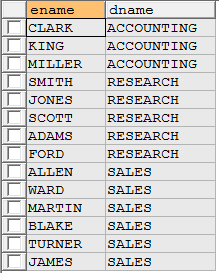 ename dname
CLARK ACCOUNTING
KING ACCOUNTING
MILLER ACCOUNTING
SMITH RESEARCH
JONES RESEARCH
SCOTT RESEARCH
ADAMS RESEARCH
FORD RESEARCH
ALLEN SALES
WARD SALES
MARTIN SALES
BLAKE SALES
TURNER SALES
JAMES SALES